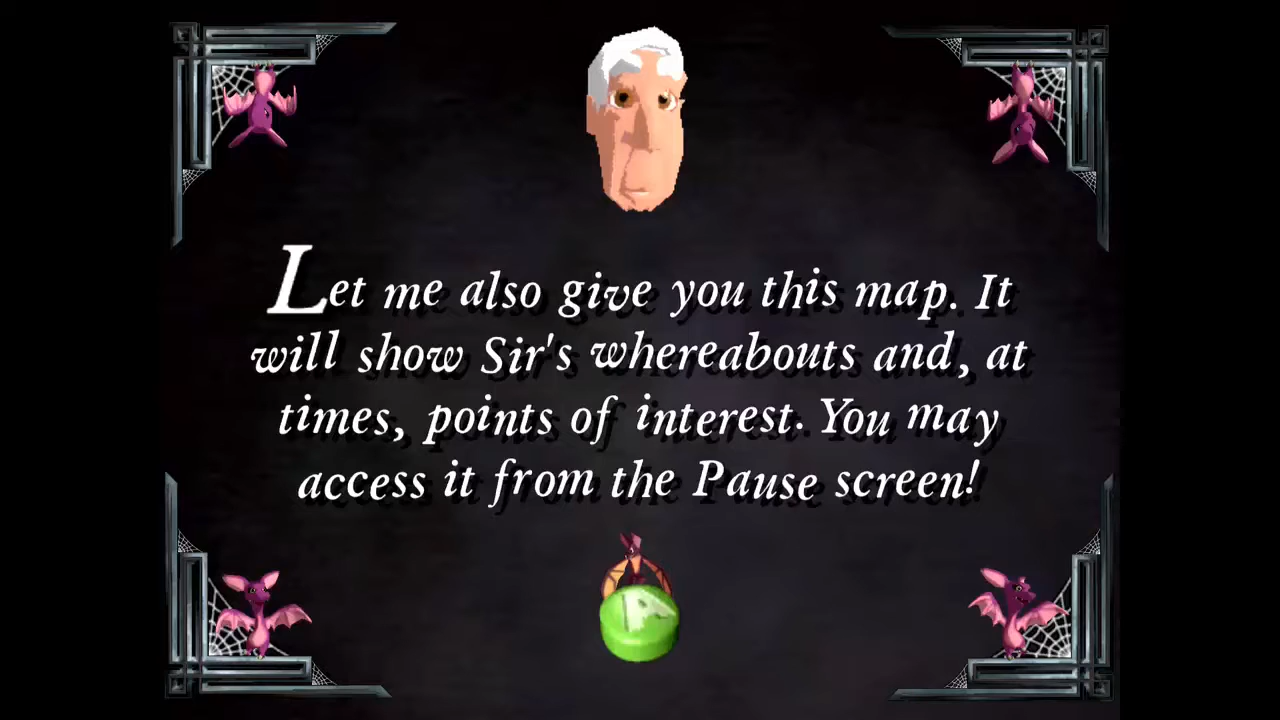 Let me also give you this map. It
will show Sir's whereabouts and, at
times, points of interest. You may
access it from the Pause screen!
A